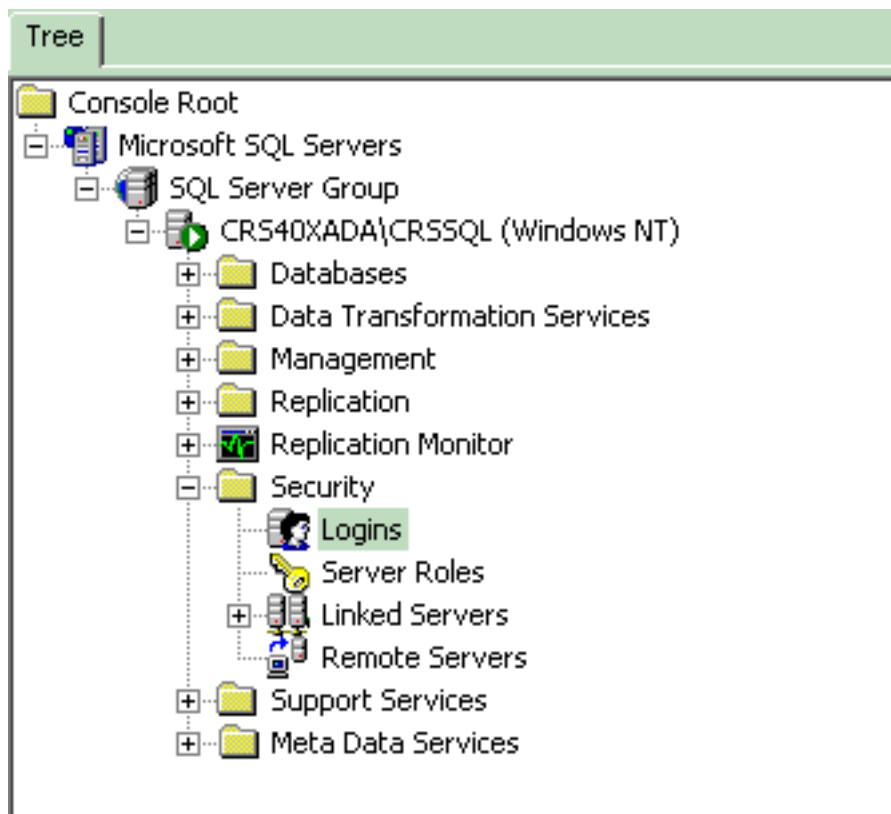 Tree
Console Root
Microsoft SQL Servers
SQL Server Group
CRS40XADA\CRSSQL (Windows NT)
Databases
Data Transformation Services
Management
Replication
Replication Monitor
Security
Logins
Server Roles
Linked Servers
Remote Servers
Support Services
Meta Data Services